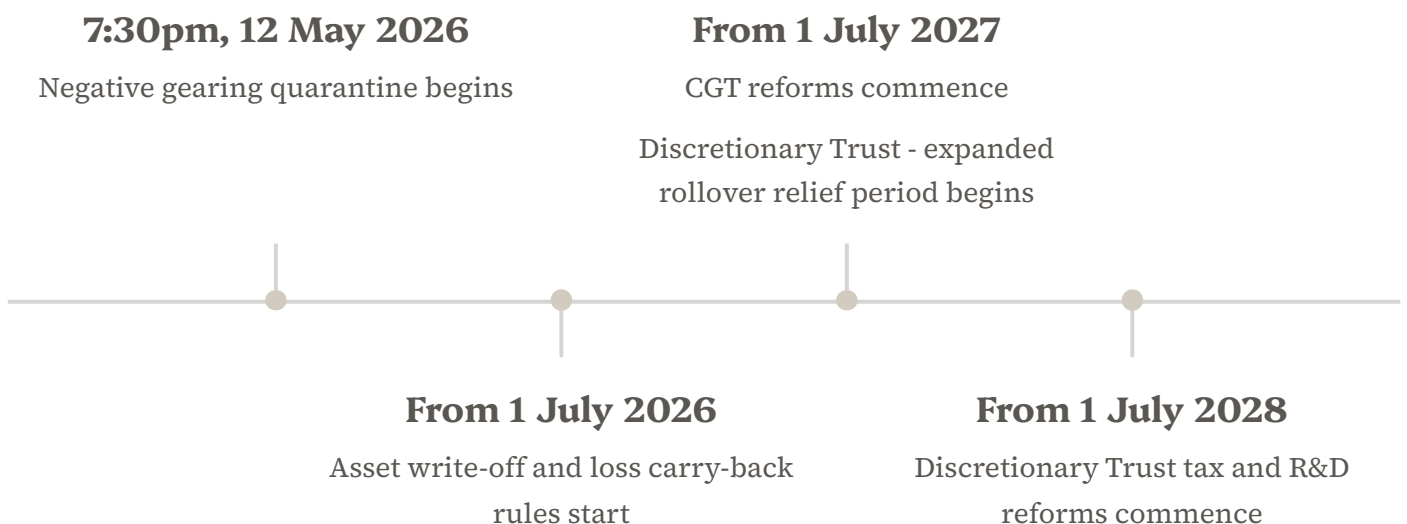 7:30pm, 12 May 2026
Negative gearing quarantine begins
From 1 July 2027
CGT reforms commence
Discretionary Trust - expanded
rollover relief period begins
From 1 July 2026
Asset write-off and loss carry-back
rules start
From 1 July 2028
Discretionary Trust tax and R&D
reforms commence